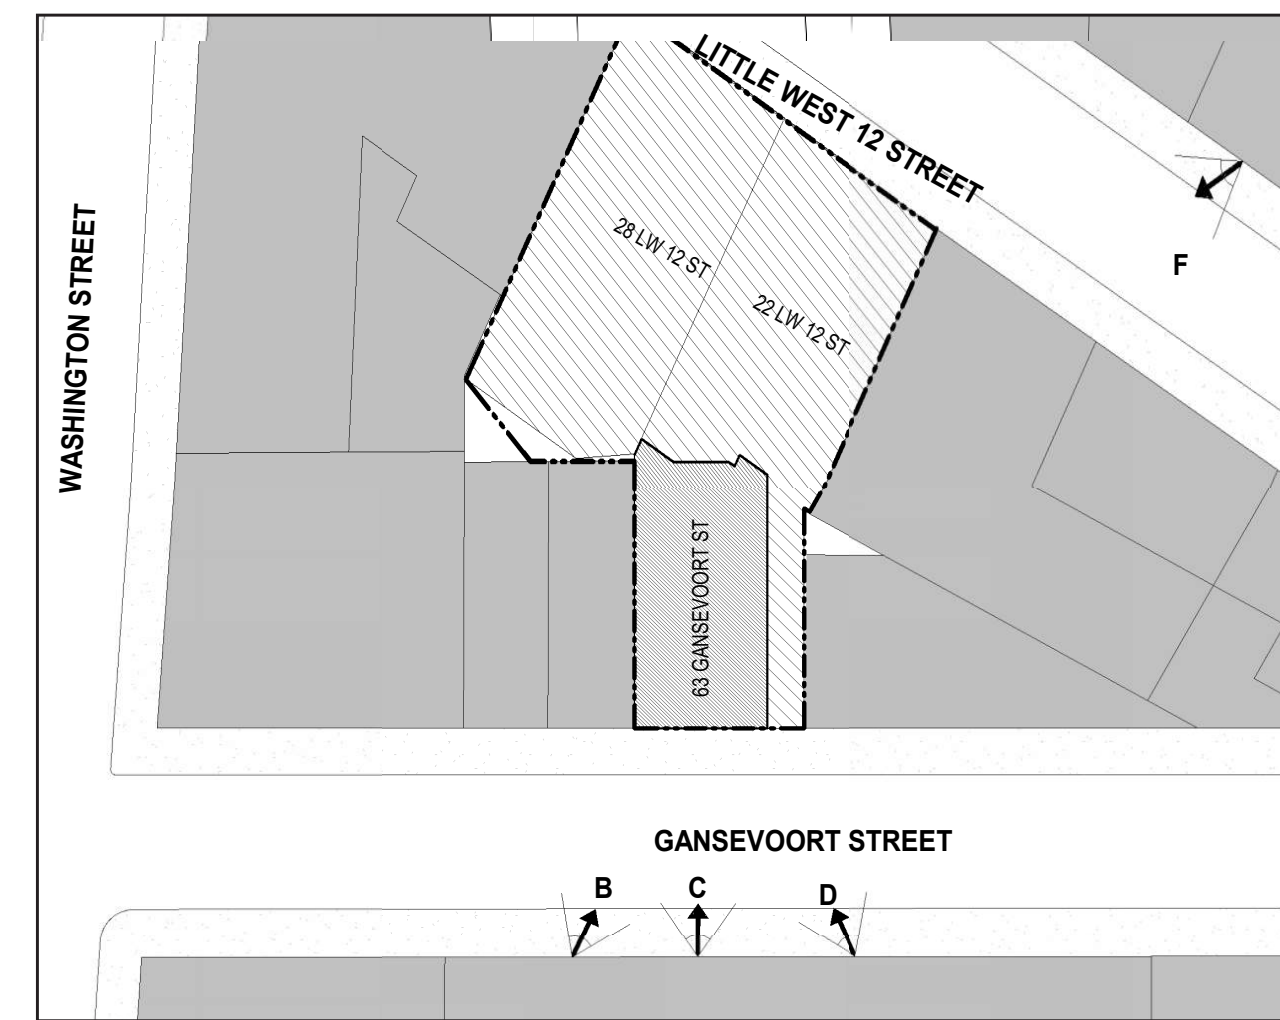 LITTLE WEST 12 STREET
WASHINGTON STREET
28 LW 12 ST
22 LW 12 ST
F
63 GANSEVOORT ST
GANSEVOORT STREET
B
C
D